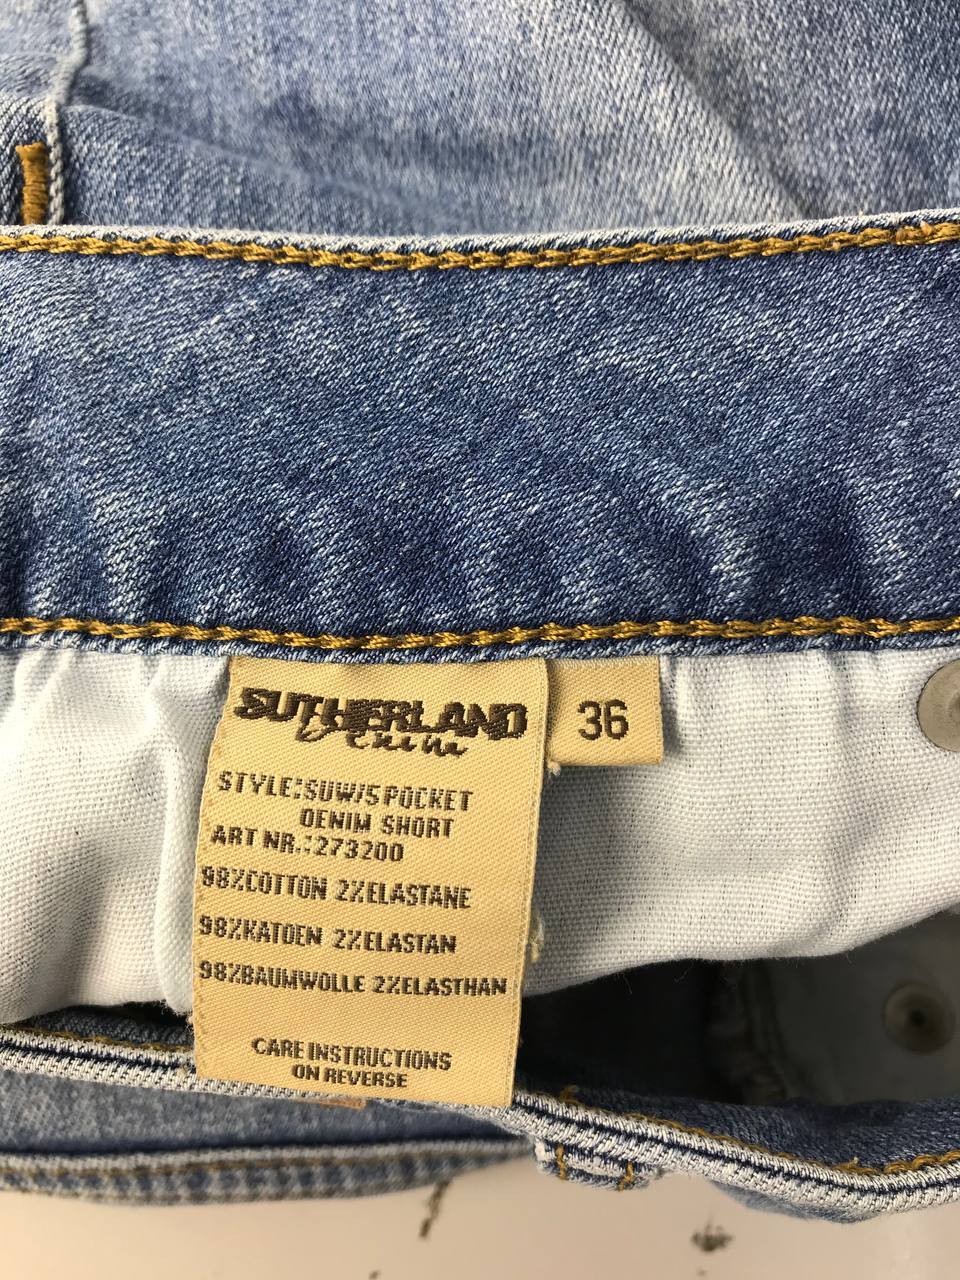 SUTHERLAND
36
STYLE:SUW/5 POCKET
DENIM SHORT
ART NR.:273200
98%COTTON 2%ELASTANE
98%KATOEN 2%ELASTAN
98%BAUMWOLLE 2%ELASTHAN
CARE INSTRUCTIONS
ON REVERSE